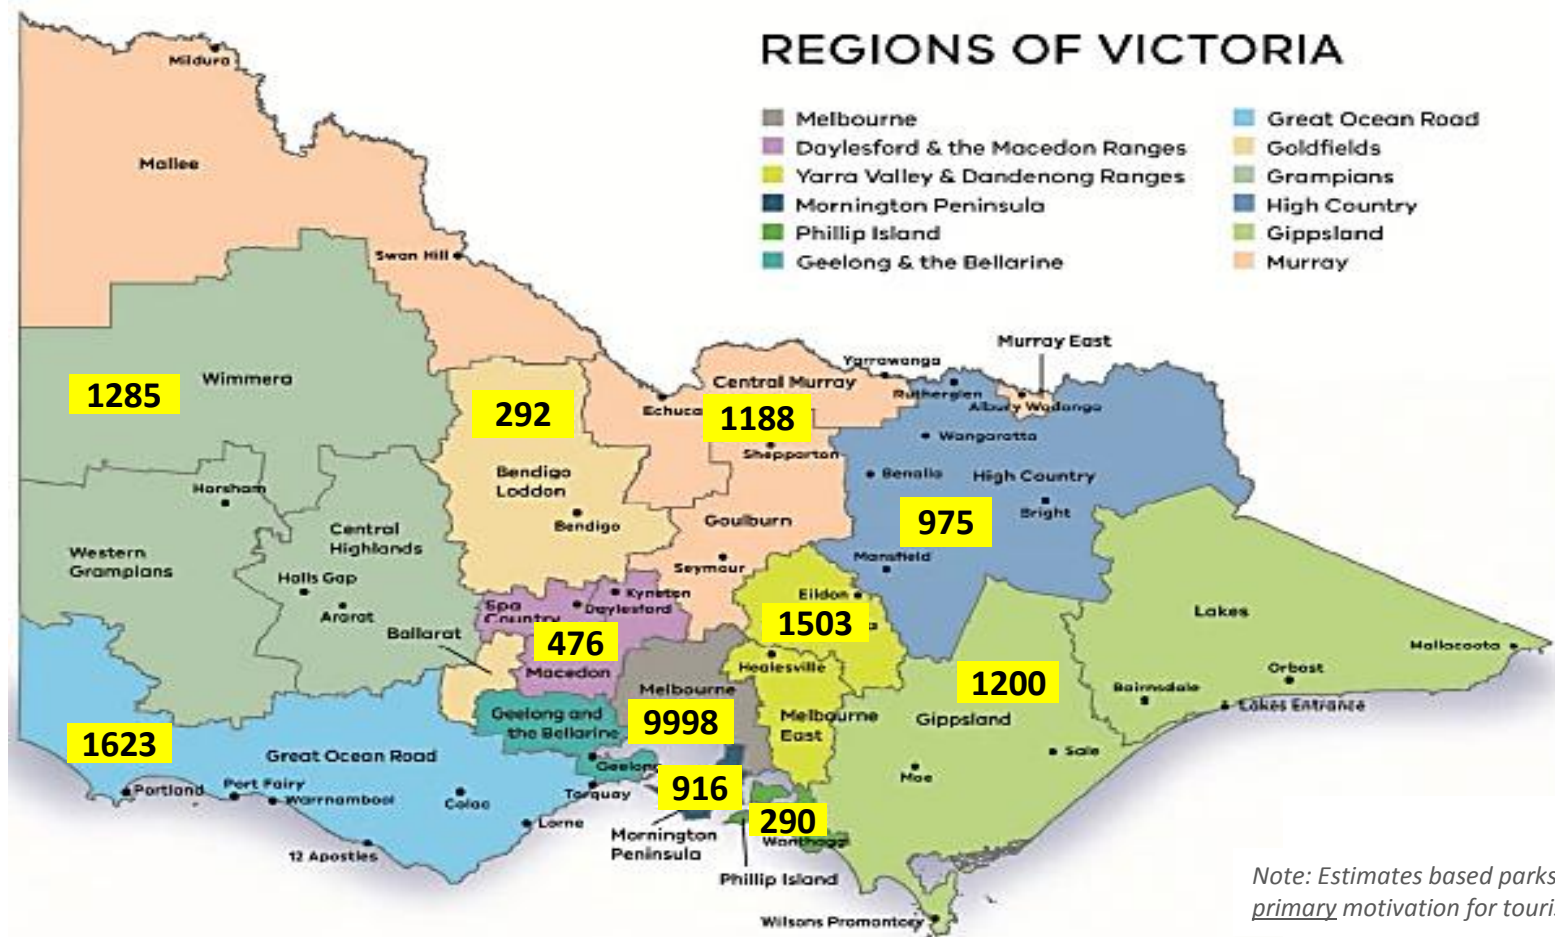 REGIONS OF VICTORIA
Melbourne
Daylesford & the Macedon Ranges
Yarra Valley & Dandenong Ranges
Mornington Peninsula
Phillip Island
Geelong & the Bellarine
Great Ocean Road
Goldfields
Grampians
High Country
Gippsland
Murray
Mildura
Mallee
Swan Hill
Wimmera
1285
292
Echuca
Central Murray
1188
Shepparton
Yarrawonga
Murray East
Rutherglen
Albury Wodonga
Wangaratta
Benalla
High Country
Bright
975
Mansfield
Horsham
Western
Grampians
Central
Highlands
Halls Gap
Ararat
Ballarat
Bendigo
Loddon
Bendigo
Goulburn
Seymour
Kyneton
Spa
Country
Daylesford
476
Macedon
Eildon
1503
Healesville
Melbourne
9998
Melbourne
East
1200
Gippsland
Lakes
Mallacoota
Orbost
Bairnsdale
Lakes Entrance
Sale
Moe
1623
Great Ocean Road
Geelong and
the Bellarine
Geelong
Torquay
Portland
Port Fairy
Warrnambool
Colac
Lorne
12 Apostles
916
Mornington
Peninsula
290
Wonthaggi
Phillip Island
Wilsons Promontory
Note: Estimates based parks
primary motivation for